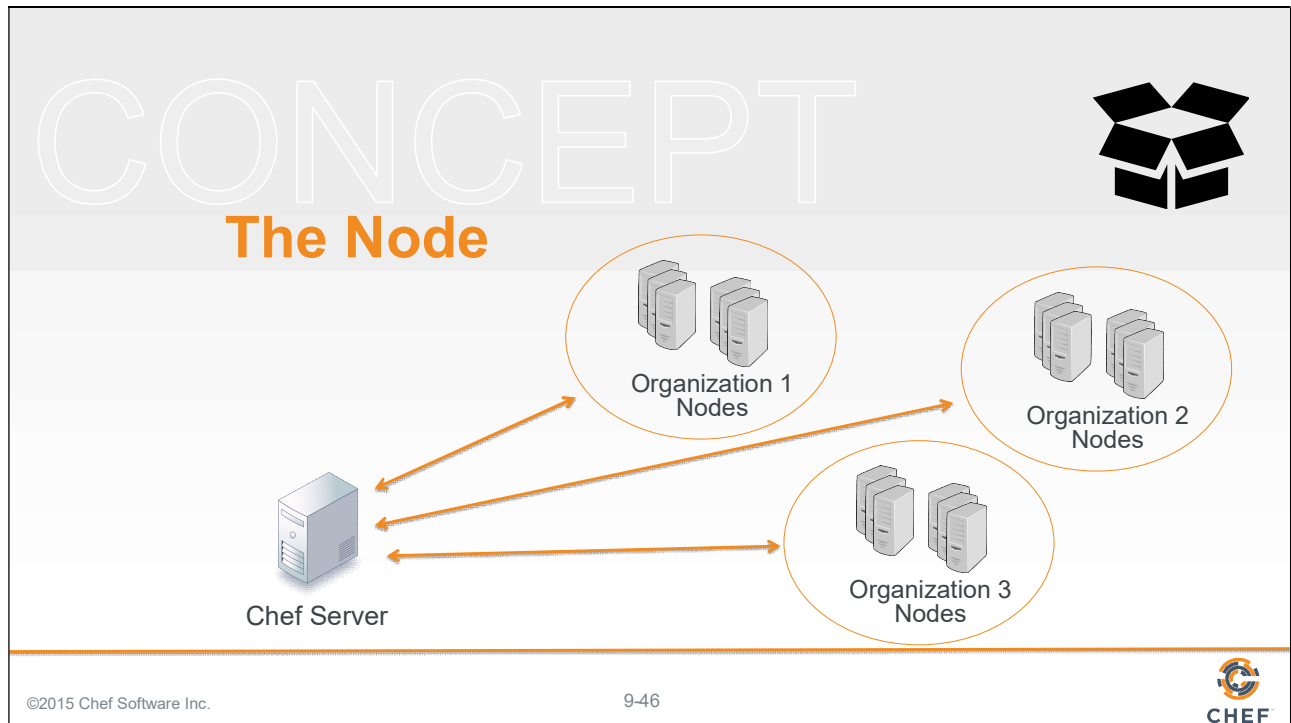 CONCEPT
The Node
Organization 1
Nodes
Organization 2
Nodes
Organization 3
Nodes
Chef Server
©2015 Chef Software Inc.
9-46
CHEF